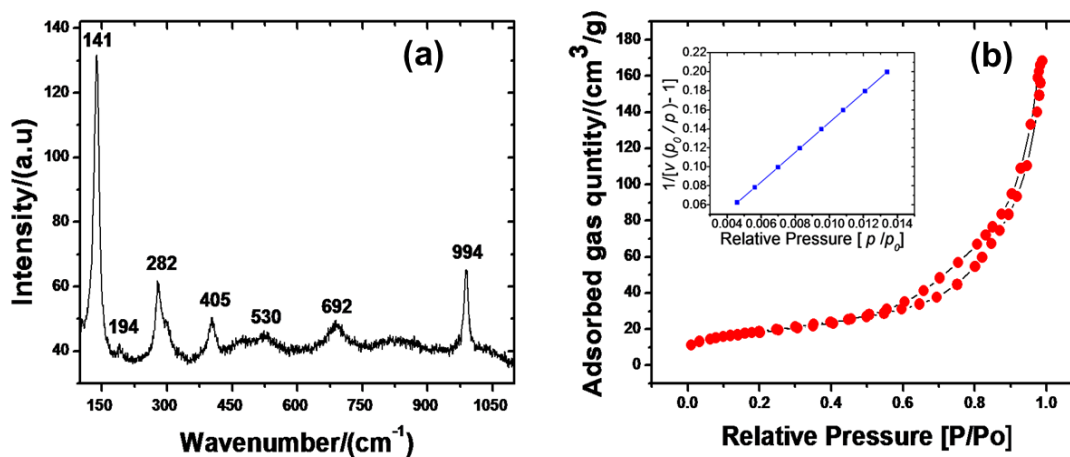 (a)
141
194
282
405
530
692
994
140
120
100
80
60
40
Intensity/(a.u)
150 300 450 600 750 900 1050
Wavenumber/(cm⁻¹)
(b)
180
160
140
120
100
80
60
40
20
0
Adsorbed gas quntity/(cm³/g)
0.0 0.2 0.4 0.6 0.8 1.0
Relative Pressure [P/Po]
0.22
0.20
0.18
0.16
0.14
0.12
0.10
0.08
0.06
1/[v (p₀ / p) - 1]
0.004 0.006 0.008 0.010 0.012 0.014
Relative Pressure [ p /p₀]